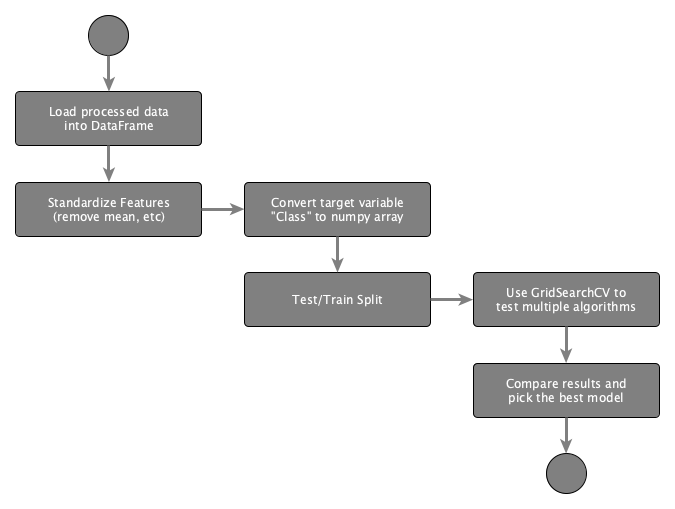 Load processed data
into DataFrame
Standardize Features
(remove mean, etc)
Convert target variable
"Class" to numpy array
Test/Train Split
Use GridSearchCV to
test multiple algorithms
Compare results and
pick the best model